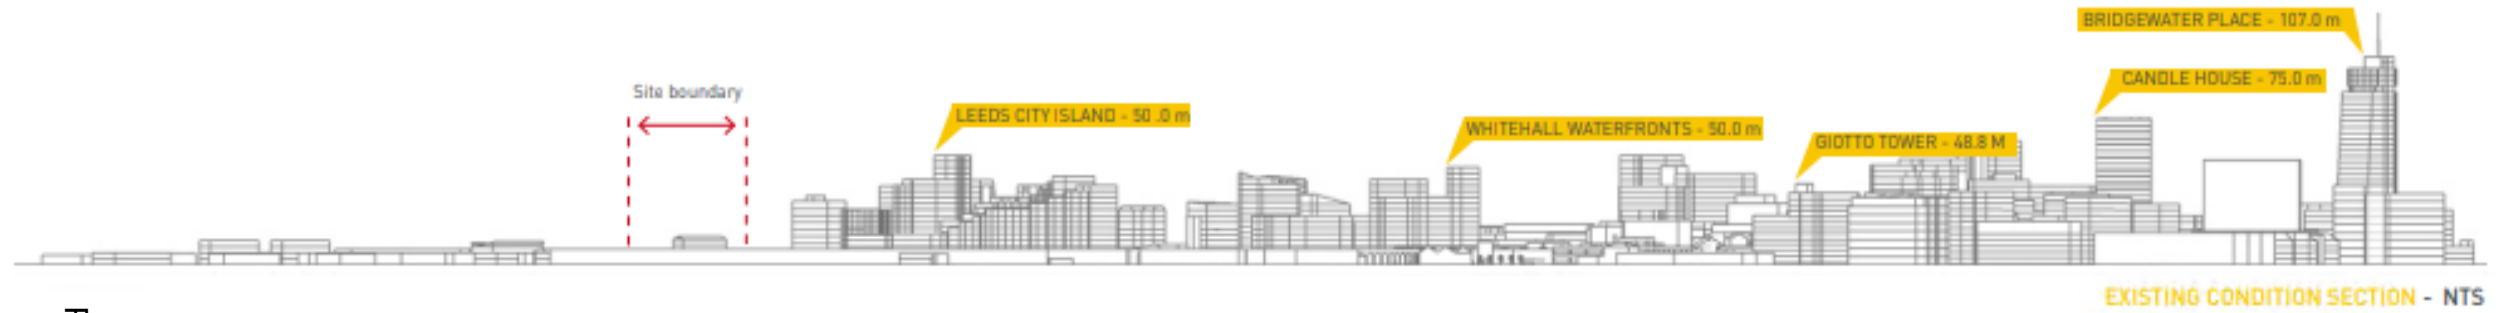 BRIDGEWATER PLACE - 107.0 m
CANDLE HOUSE - 75.0 m
Site boundary
LEEDS CITY ISLAND - 50 .0 m
WHITEHALL WATERFRONTS - 50.0 m
GIOTTO TOWER - 48.8 M
EXISTING CONDITION SECTION - NTS